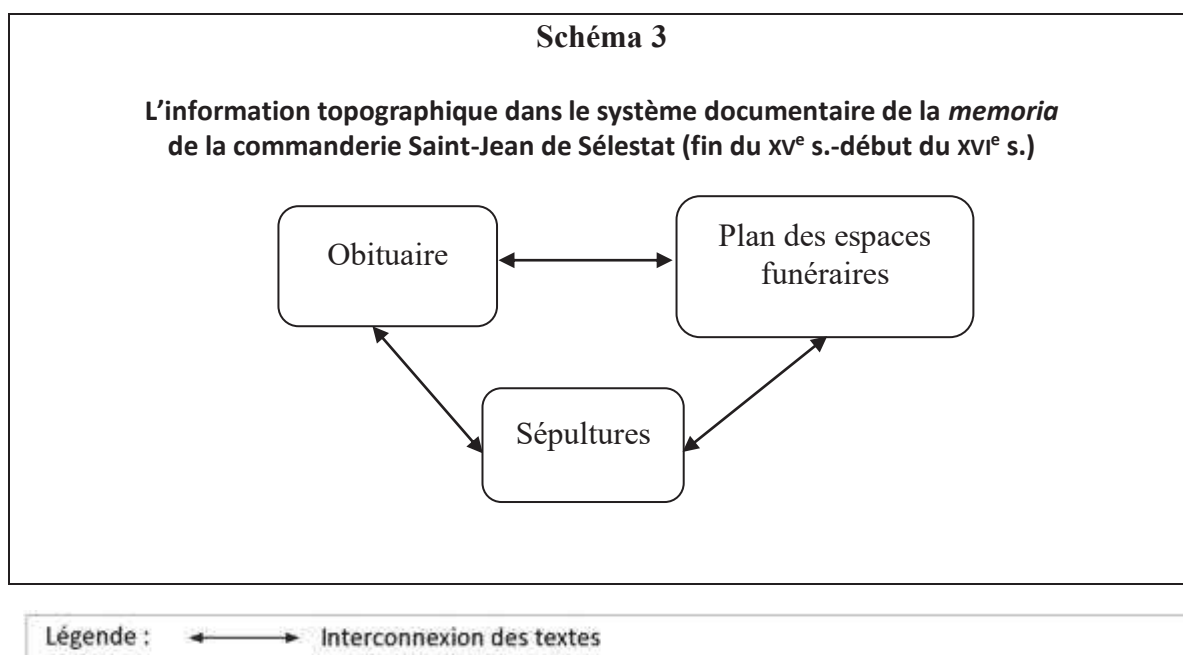 Schéma 3
L’information topographique dans le système documentaire de la memoria
de la commanderie Saint-Jean de Sélestat (fin du XVe s.-début du XVIe s.)
Obituaire
Plan des espaces
funéraires
Sépultures
Légende : Interconnexion des textes